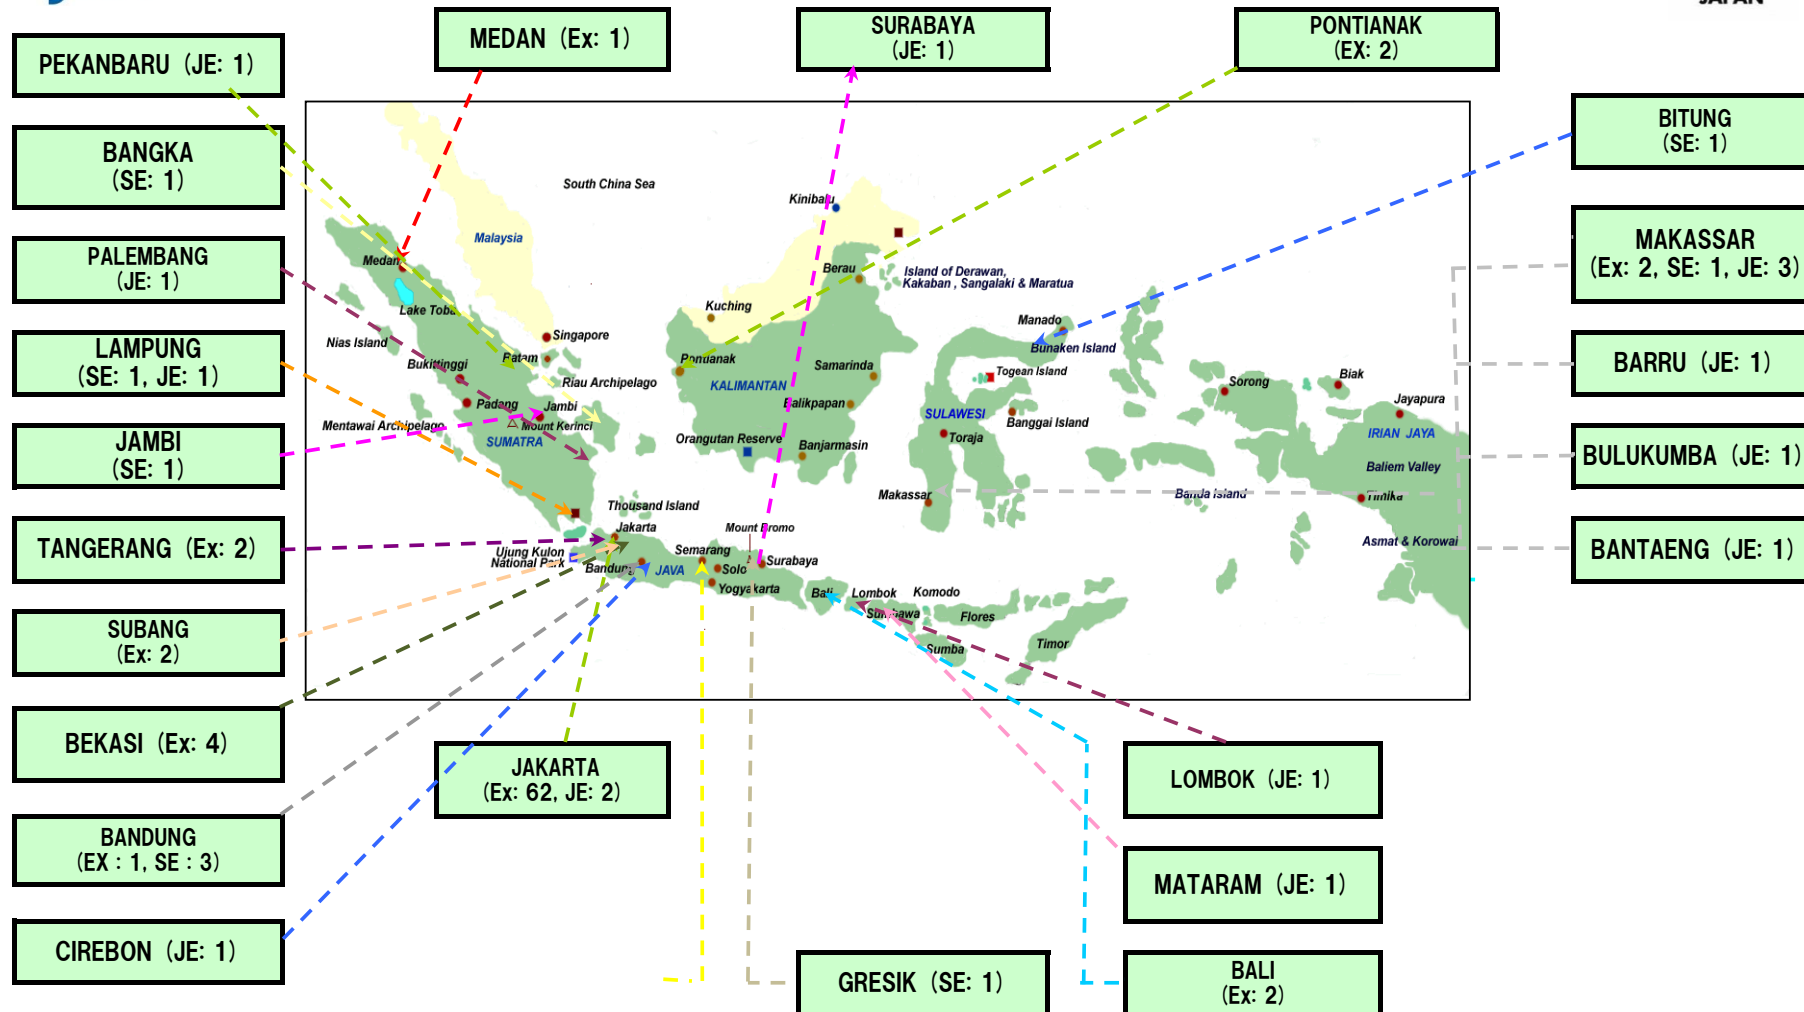 JAPAN
PEKANBARU (JE: 1)
MEDAN (Ex: 1)
SURABAYA
(JE: 1)
PONTIANAK
(EX: 2)
BANGKA
(SE: 1)
PALEMBANG
(JE: 1)
LAMPUNG
(SE: 1, JE: 1)
JAMBI
(SE: 1)
TANGERANG (Ex: 2)
SUBANG
(Ex: 2)
BEKASI (Ex: 4)
BANDUNG
(EX : 1, SE : 3)
CIREBON (JE: 1)
BITUNG
(SE: 1)
MAKASSAR
(Ex: 2, SE: 1, JE: 3)
BARRU (JE: 1)
BULUKUMBA (JE: 1)
BANTAENG (JE: 1)
South China Sea
Kinibalu
Malaysia
Medan
Berau
Island of Derawan,
Kakaban , Sangalaki & Maratua
Lake Toba
Kuching
Manado
Nias Island
Singapore
Bunaken Island
Batam
Bukittinggi
Pontianak
Samarinda
Togean Island
Riau Archipelago
KALIMANTAN
Sorong
Biak
Padang
Jambi
Balikpapan
SULAWESI
Banggai Island
Jayapura
Mentawai Archipelago
Mount Kerinci
SUMATRA
Orangutan Reserve
Banjarmasin
Toraja
IRIAN JAYA
Baliem Valley
Makassar
Banda Island
Timika
Thousand Island
Jakarta
Mount Bromo
Asmat & Korowai
Ujung Kulon
National Park
Semarang
Surabaya
Bandung
JAVA
Solo
Yogyakarta
Bali
Lombok
Komodo
Sumbawa
Flores
Sumba
Timor
JAKARTA
(Ex: 62, JE: 2)
LOMBOK (JE: 1)
MATARAM (JE: 1)
GRESIK (SE: 1)
BALI
(Ex: 2)